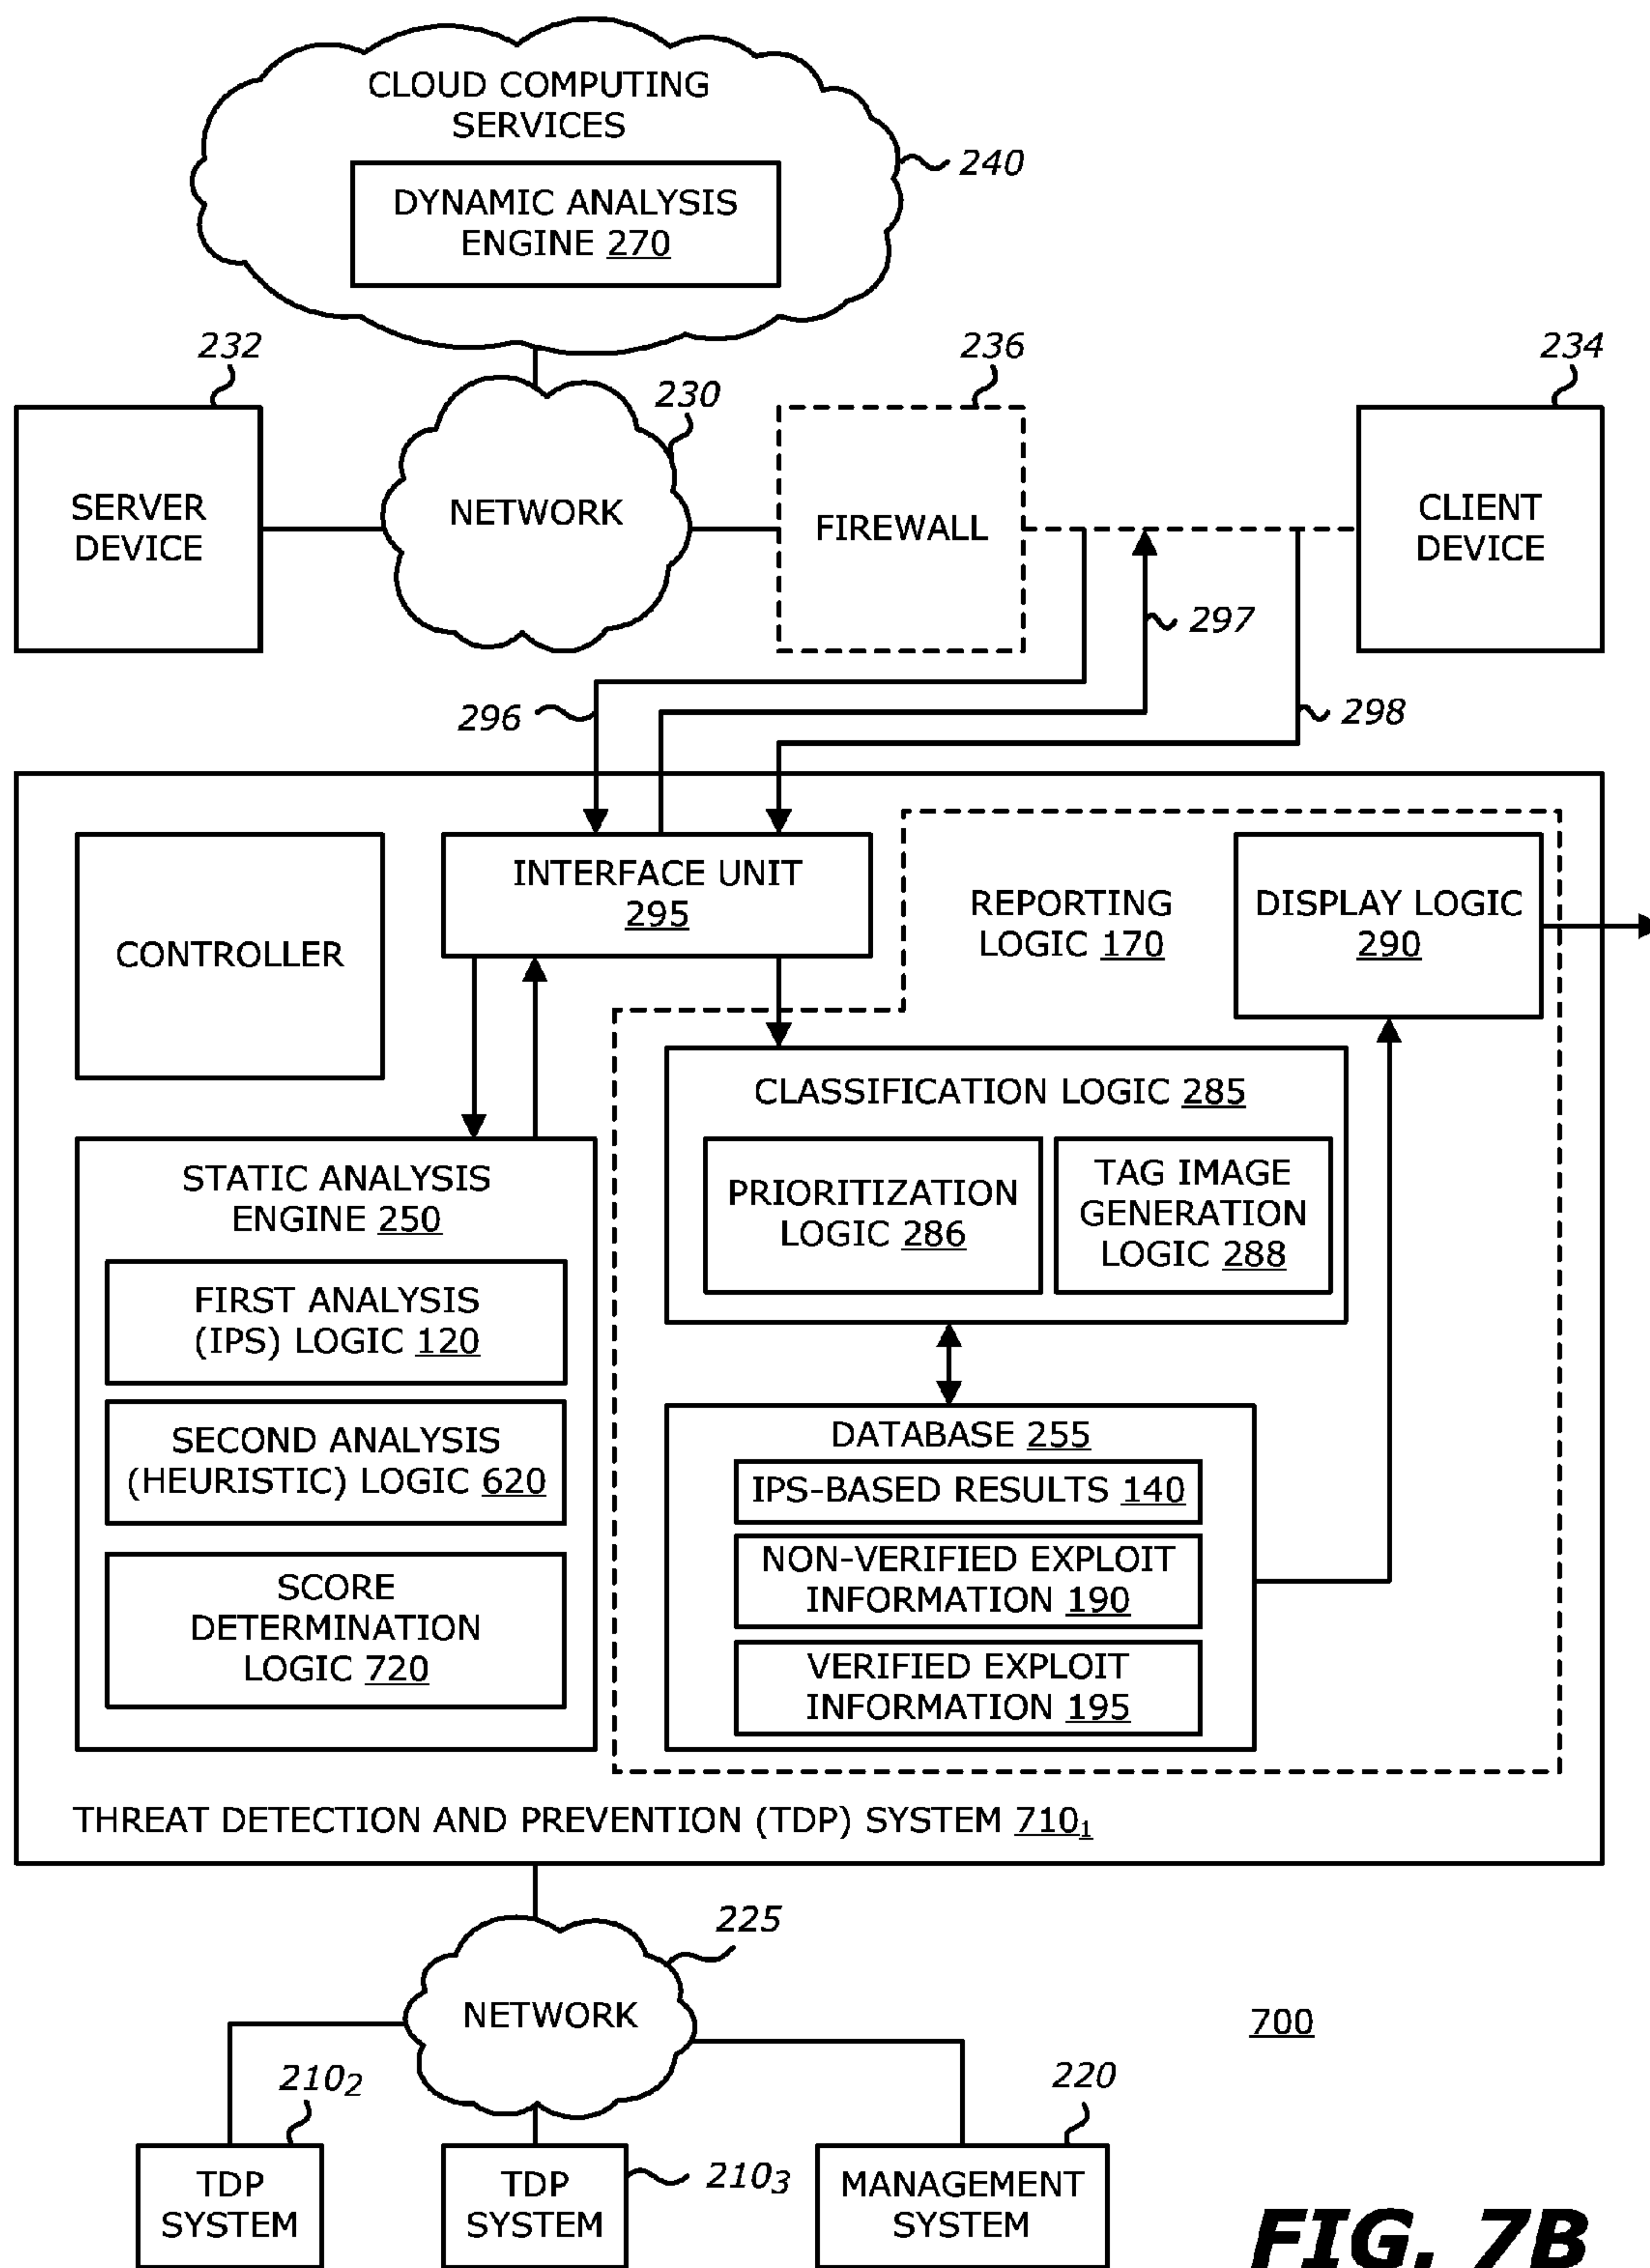 CLOUD COMPUTING
SERVICES
240
DYNAMIC ANALYSIS
ENGINE 270
232
236
234
230
SERVER
DEVICE
NETWORK
FIREWALL
CLIENT
DEVICE
297
296
298
CONTROLLER
INTERFACE UNIT
295
REPORTING
LOGIC 170
DISPLAY LOGIC
290
CLASSIFICATION LOGIC 285
PRIORITIZATION
LOGIC 286
TAG IMAGE
GENERATION
LOGIC 288
STATIC ANALYSIS
ENGINE 250
FIRST ANALYSIS
(IPS) LOGIC 120
SECOND ANALYSIS
(HEURISTIC) LOGIC 620
SCORE
DETERMINATION
LOGIC 720
DATABASE 255
IPS-BASED RESULTS 140
NON-VERIFIED EXPLOIT
INFORMATION 190
VERIFIED EXPLOIT
INFORMATION 195
THREAT DETECTION AND PREVENTION (TDP) SYSTEM 710₁
225
NETWORK
700
210₂
220
TDP
SYSTEM
TDP
SYSTEM
210₃
MANAGEMENT
SYSTEM
FIG. 7B